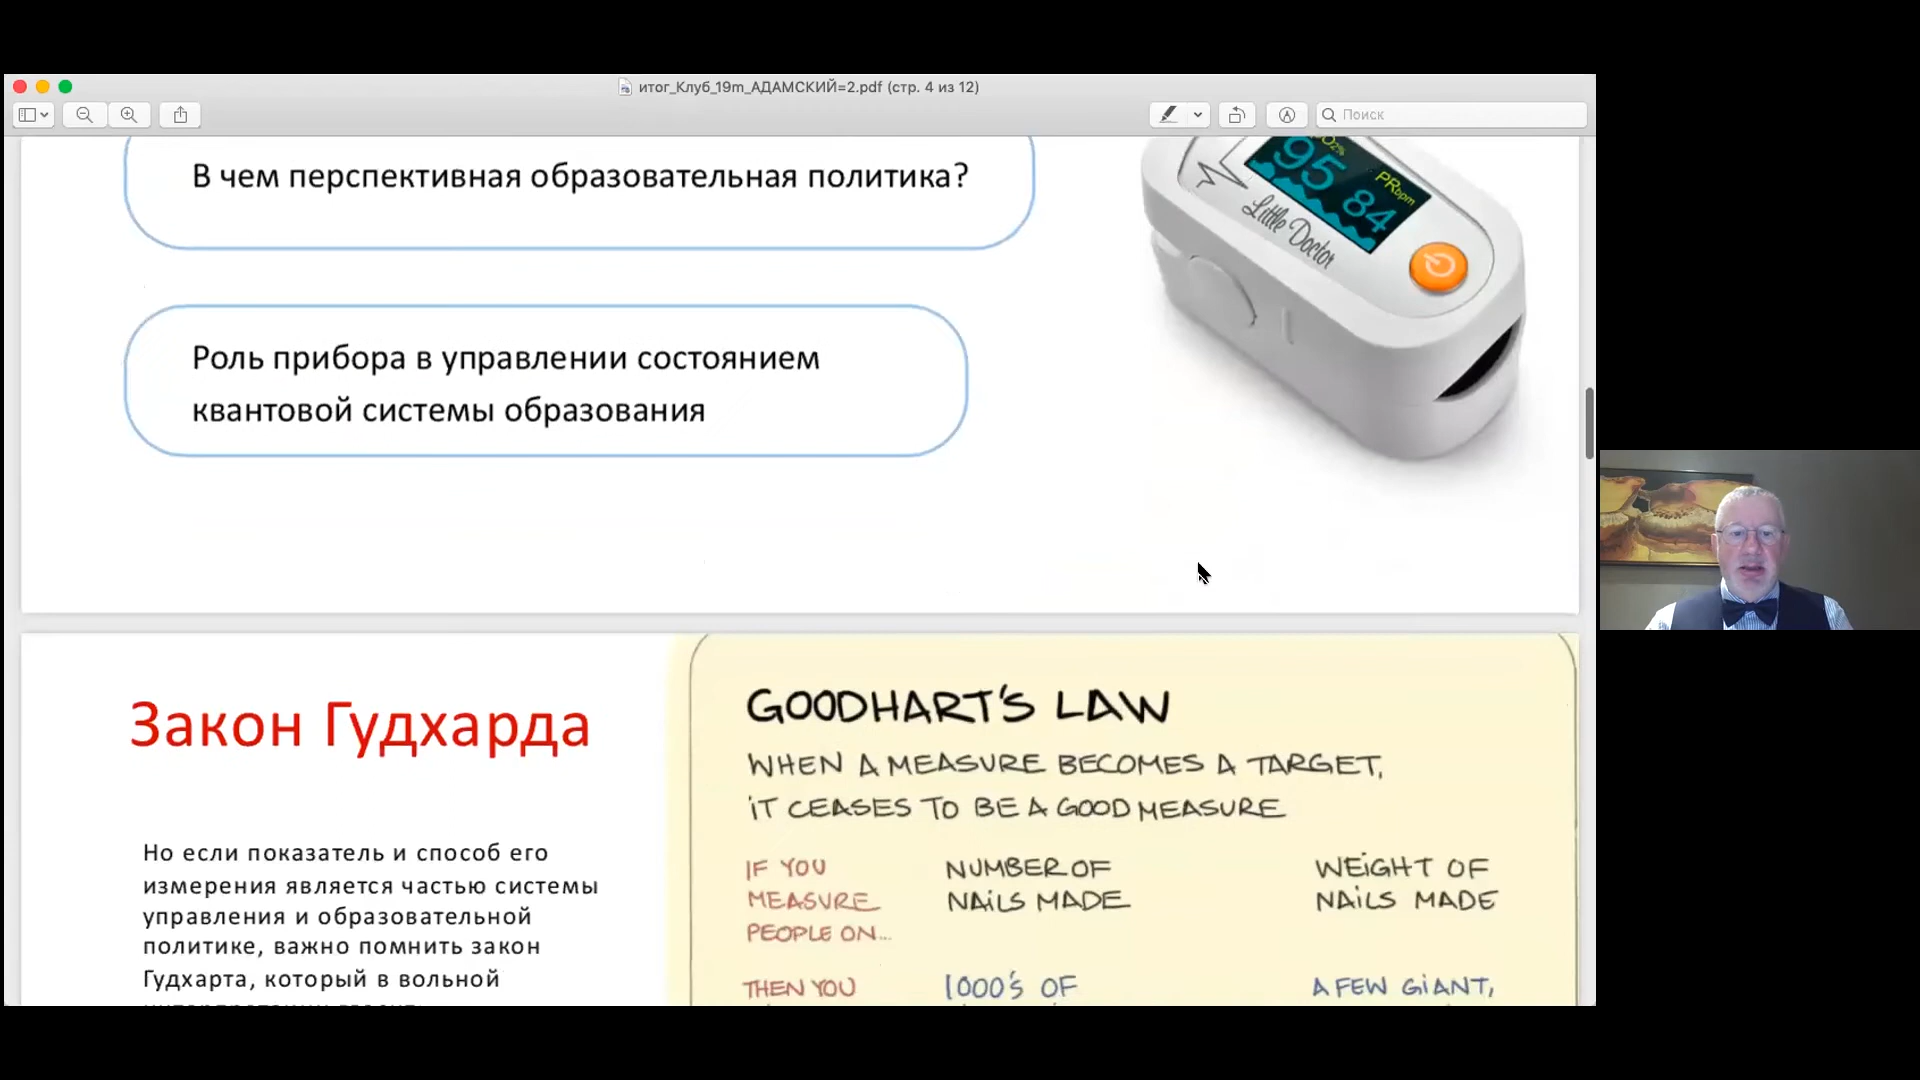 итог_Клуб_19m_АДАМСКИЙ=2.pdf (стр. 4 из 12)
Поиск
В чем перспективная образовательная политика?
95
PRbpm
84
Little Doctor
Роль прибора в управлении состоянием
квантовой системы образования
Закон Гудхарда
Но если показатель и способ его
измерения является частью системы
управления и образовательной
политике, важно помнить закон
Гудхарта, который в вольной
GOODHART'S LAW
WHEN A MEASURE BECOMES A TARGET,
IT CEASES TO BE A GOOD MEASURE
IF YOU
MEASURE
PEOPLE ON...
NUMBER OF
NAILS MADE
WEIGHT OF
NAILS MADE
THEN YOU
1000'S OF
A FEW GIANT,